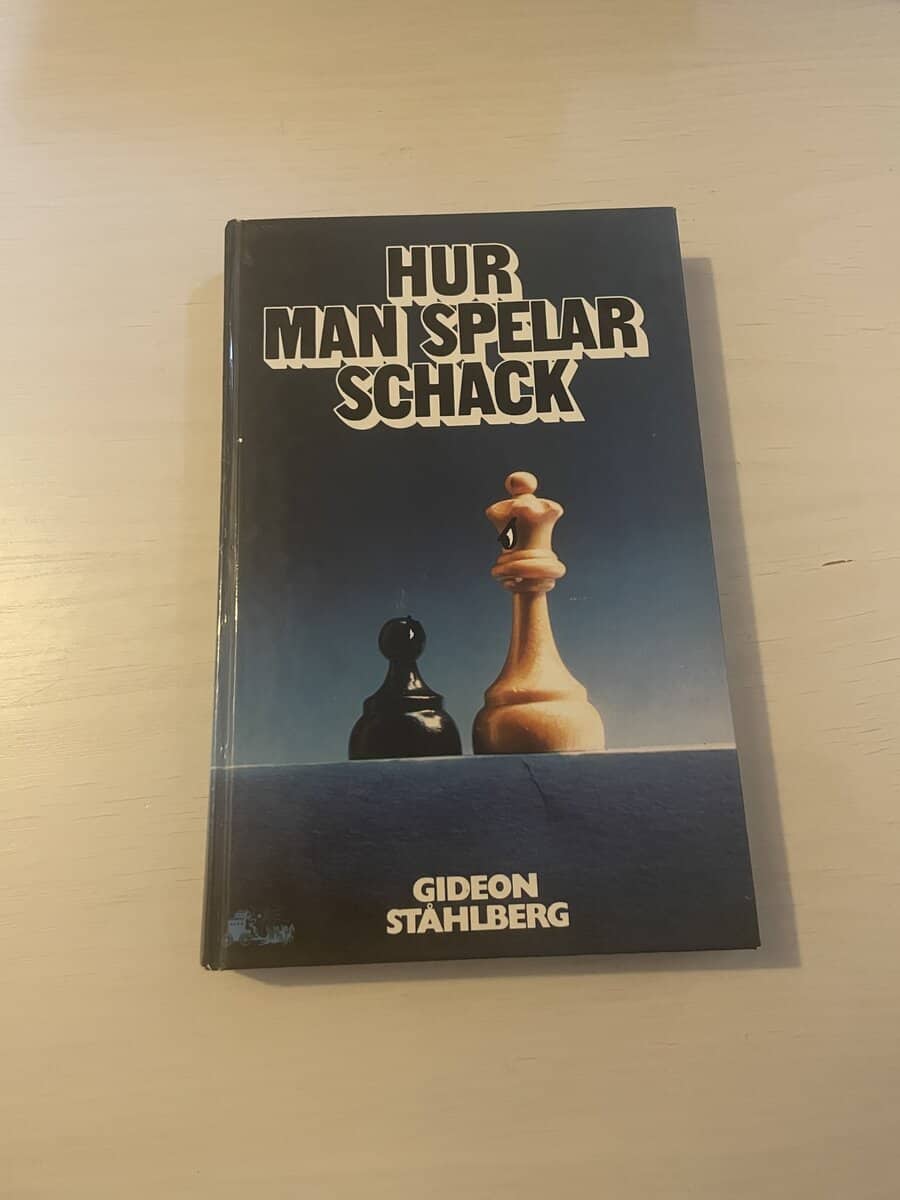 HUR
MAN SPELAR
SCHACK
GIDEON
STÅHLBERG